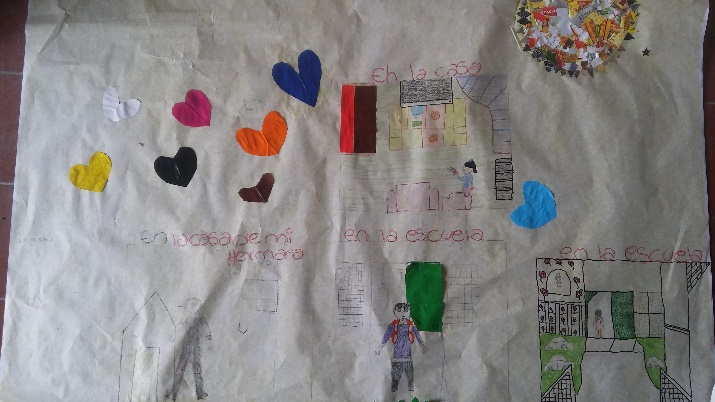 En la casa
En la casa de mi
Hermana
en la escuela
en la escuela